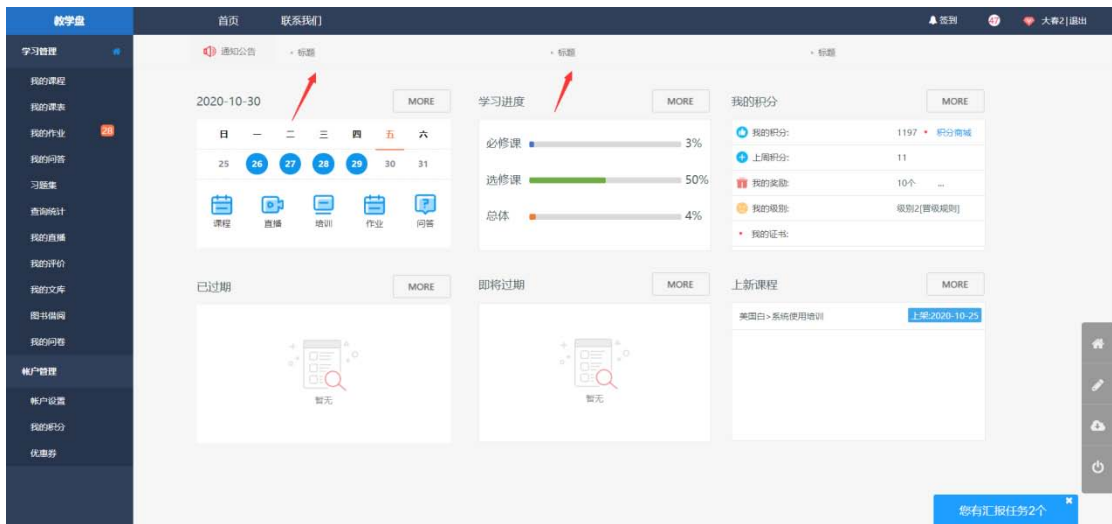 教学盘 首页 联系我们 签到 47 大春2|退出
学习管理 通知公告 · 标题 · 标题 · 标题
我的课程
我的课表
我的作业 28
我的问答
习题集
查询统计
我的直播
我的评价
我的文库
图书借阅
我的问卷
帐户管理
帐户设置
我的积分
优惠券
2020-10-30 MORE
日 一 二 三 四 五 六
25 26 27 28 29 30 31
课程 直播 培训 作业 问答
学习进度 MORE
必修课 3%
选修课 50%
总体 4%
我的积分 MORE
我的积分: 1197 • 积分商城
上周积分: 11
我的奖励: 10个 ...
我的级别: 级别2[晋级规则]
• 我的证书:
已过期 MORE
暂无
即将过期 MORE
暂无
上新课程 MORE
美国白>系统使用培训 上架:2020-10-25
您有汇报任务2个